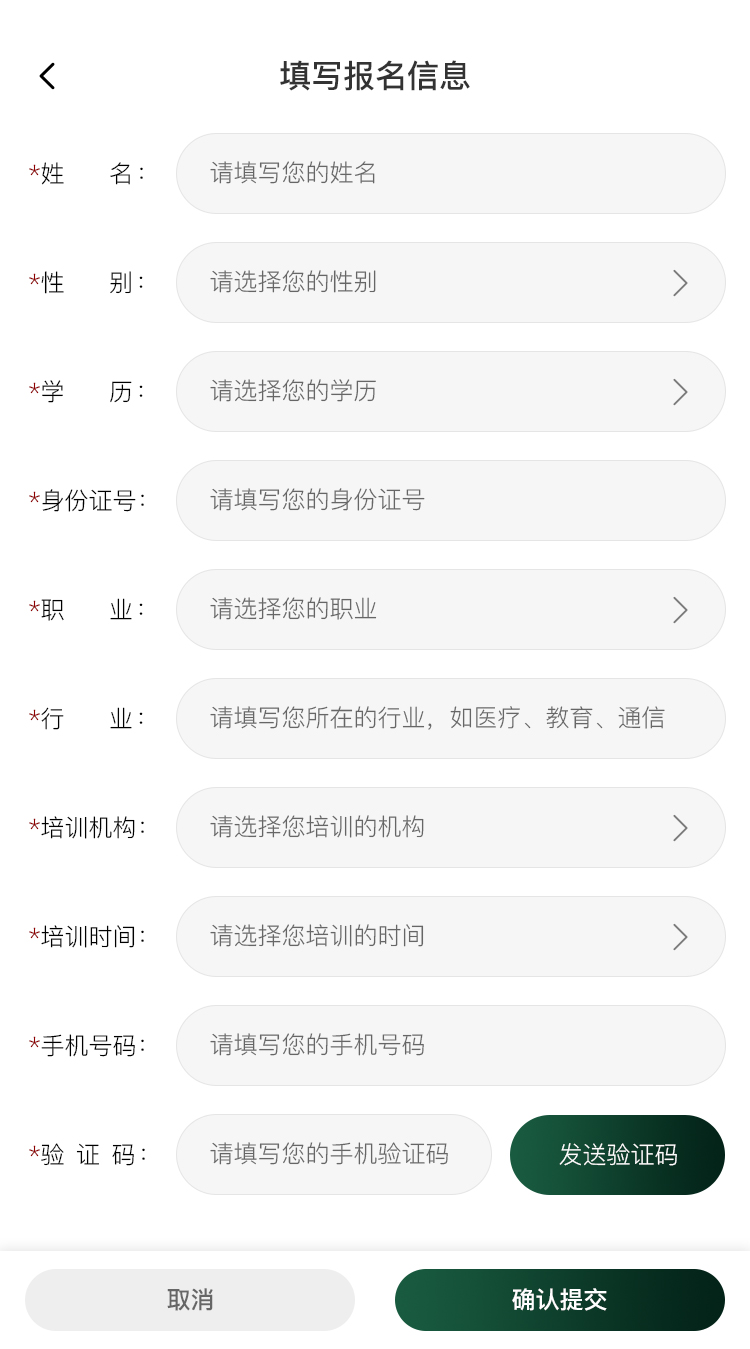 填写报名信息
*姓 名: 请填写您的姓名
*性 别: 请选择您的性别
*学 历: 请选择您的学历
*身份证号: 请填写您的身份证号
*职 业: 请选择您的职业
*行 业: 请填写您所在的行业，如医疗、教育、通信
*培训机构: 请选择您培训的机构
*培训时间: 请选择您培训的时间
*手机号码: 请填写您的手机号码
*验 证 码: 请填写您的手机验证码 发送验证码
取消 确认提交